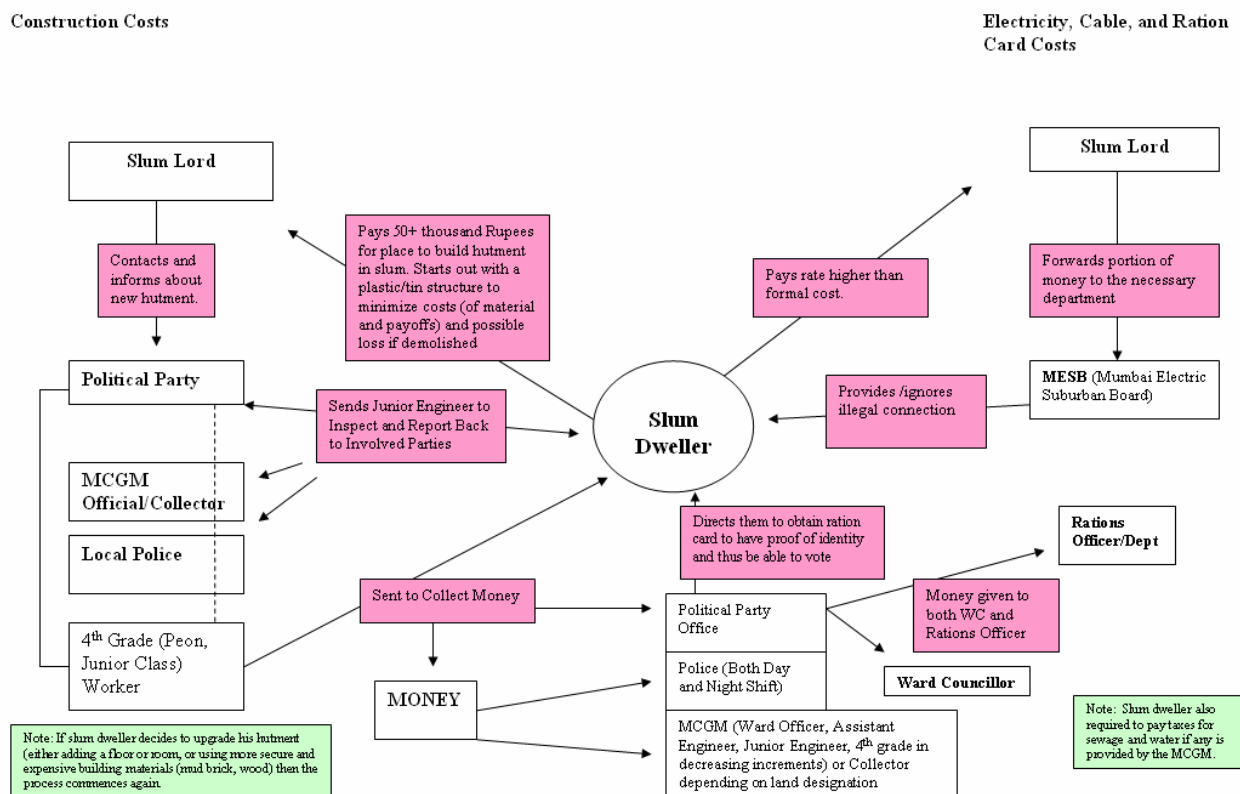 Construction Costs
Electricity, Cable, and Ration
Card Costs
Slum Lord
Slum Lord
Contacts and
informs about
new hutment.
Pays 50+ thousand Rupees
for place to build hutment
in slum. Starts out with a
plastic/tin structure to
minimize costs (of material
and payoffs) and possible
loss if demolished
Pays rate higher than
formal cost.
Forwards portion of
money to the necessary
department
Political Party
Sends Junior Engineer to
Inspect and Report Back
to Involved Parties
Slum
Dweller
Provides /ignores
illegal connection
MESB (Mumbai Electric
Suburban Board)
MCGM
Official/Collector
Local Police
Directs them to obtain ration
card to have proof of identity
and thus be able to vote
Rations
Officer/Dept
Sent to Collect Money
4th Grade (Peon,
Junior Class)
Worker
Political Party
Office
Money given to
both WC and
Rations Officer
MONEY
Police (Both Day
and Night Shift)
Ward Councillor
MCGM (Ward Officer, Assistant
Engineer, Junior Engineer, 4th grade in
decreasing increments) or Collector
depending on land designation
Note: If slum dweller decides to upgrade his hutment
(either adding a floor or room, or using more secure and
expensive building materials (mud brick, wood) then the
process commences again.
Note: Slum dweller also
required to pay taxes for
sewage and water if any is
provided by the MCGM.